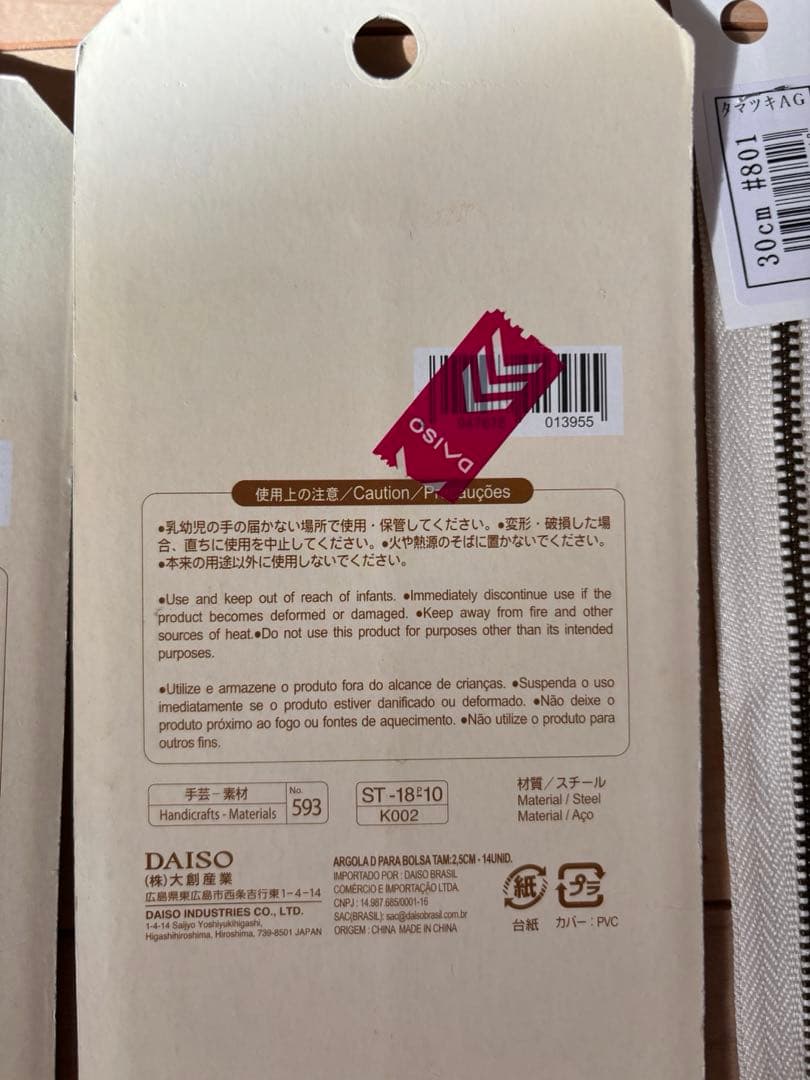 タマツキAG
30cm #801
013955
DAISO
使用上の注意/Caution/Precauções
●乳幼児の手の届かない場所で使用・保管してください。●変形・破損した場
合、直ちに使用を中止してください。●火や熱源のそばに置かないでください。
●本来の用途以外に使用しないでください。
●Use and keep out of reach of infants. ●Immediately discontinue use if the
product becomes deformed or damaged. ●Keep away from fire and other
sources of heat.●Do not use this product for purposes other than its intended
purposes.
●Utilize e armazene o produto fora do alcance de crianças. ●Suspenda o uso
imediatamente se o produto estiver danificado ou deformado. ●Não deixe o
produto próximo ao fogo ou fontes de aquecimento. ●Não utilize o produto para
outros fins.
手芸-素材
Handicrafts - Materials
No.
593
ST-18P10
K002
材質/スチール
Material / Steel
Material / Aço
DAISO
(株)大創産業
広島県東広島市西条吉行東1-4-14
DAISO INDUSTRIES CO., LTD.
1-4-14 Saijyo Yoshiyukihigashi,
Higashihiroshima, Hiroshima, 739-8501 JAPAN
ARGOLA D PARA BOLSA TAM:2,5CM - 14UNID.
IMPORTADO POR : DAISO BRASIL
COMÉRCIO E IMPORTAÇÃO LTDA.
CNPJ : 14.987.685/0001-16
SAC(BRASIL): sac@daisobrasil.com.br
ORIGEM : CHINA MADE IN CHINA
紙
台紙
プラ
カバー:PVC